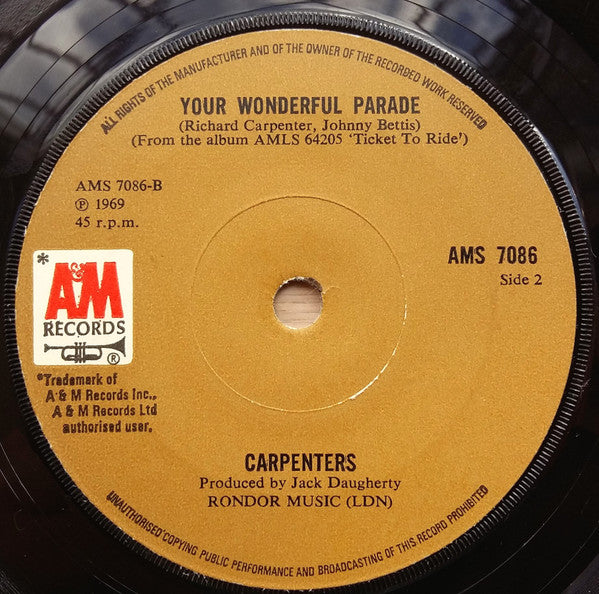 ALL RIGHTS OF THE MANUFACTURER AND OF THE OWNER OF THE RECORDED WORK RESERVED
YOUR WONDERFUL PARADE
(Richard Carpenter, Johnny Bettis)
(From the album AMLS 64205 'Ticket To Ride')
AMS 7086-B
℗ 1969
45 r.p.m.
AMS 7086
Side 2
*
A&M
RECORDS
®
*Trademark of
A & M Records Inc.,
A & M Records Ltd
authorised user.
CARPENTERS
Produced by Jack Daugherty
RONDOR MUSIC (LDN)
UNAUTHORISED COPYING PUBLIC PERFORMANCE AND BROADCASTING OF THIS RECORD PROHIBITED